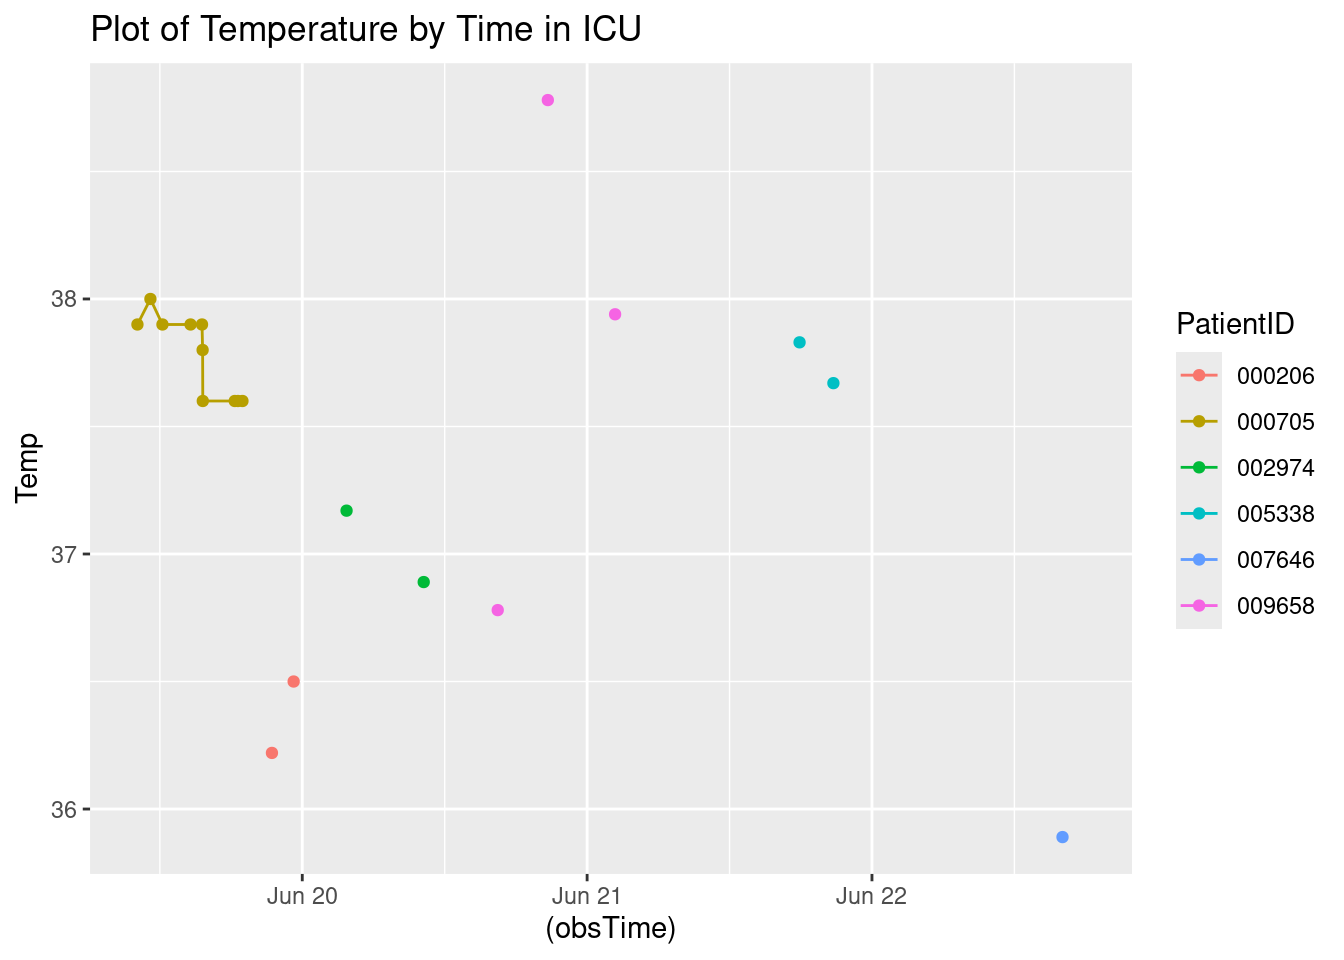 Plot of Temperature by Time in ICU
Temp
38
37
36
Jun 20
Jun 21
Jun 22
(obsTime)
PatientID
000206
000705
002974
005338
007646
009658